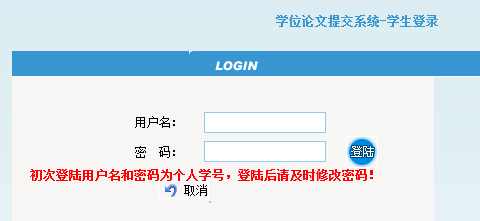 学位论文提交系统-学生登录
LOGIN
用户名：
密 码： 登陆
初次登陆用户名和密码为个人学号，登陆后请及时修改密码！
取消